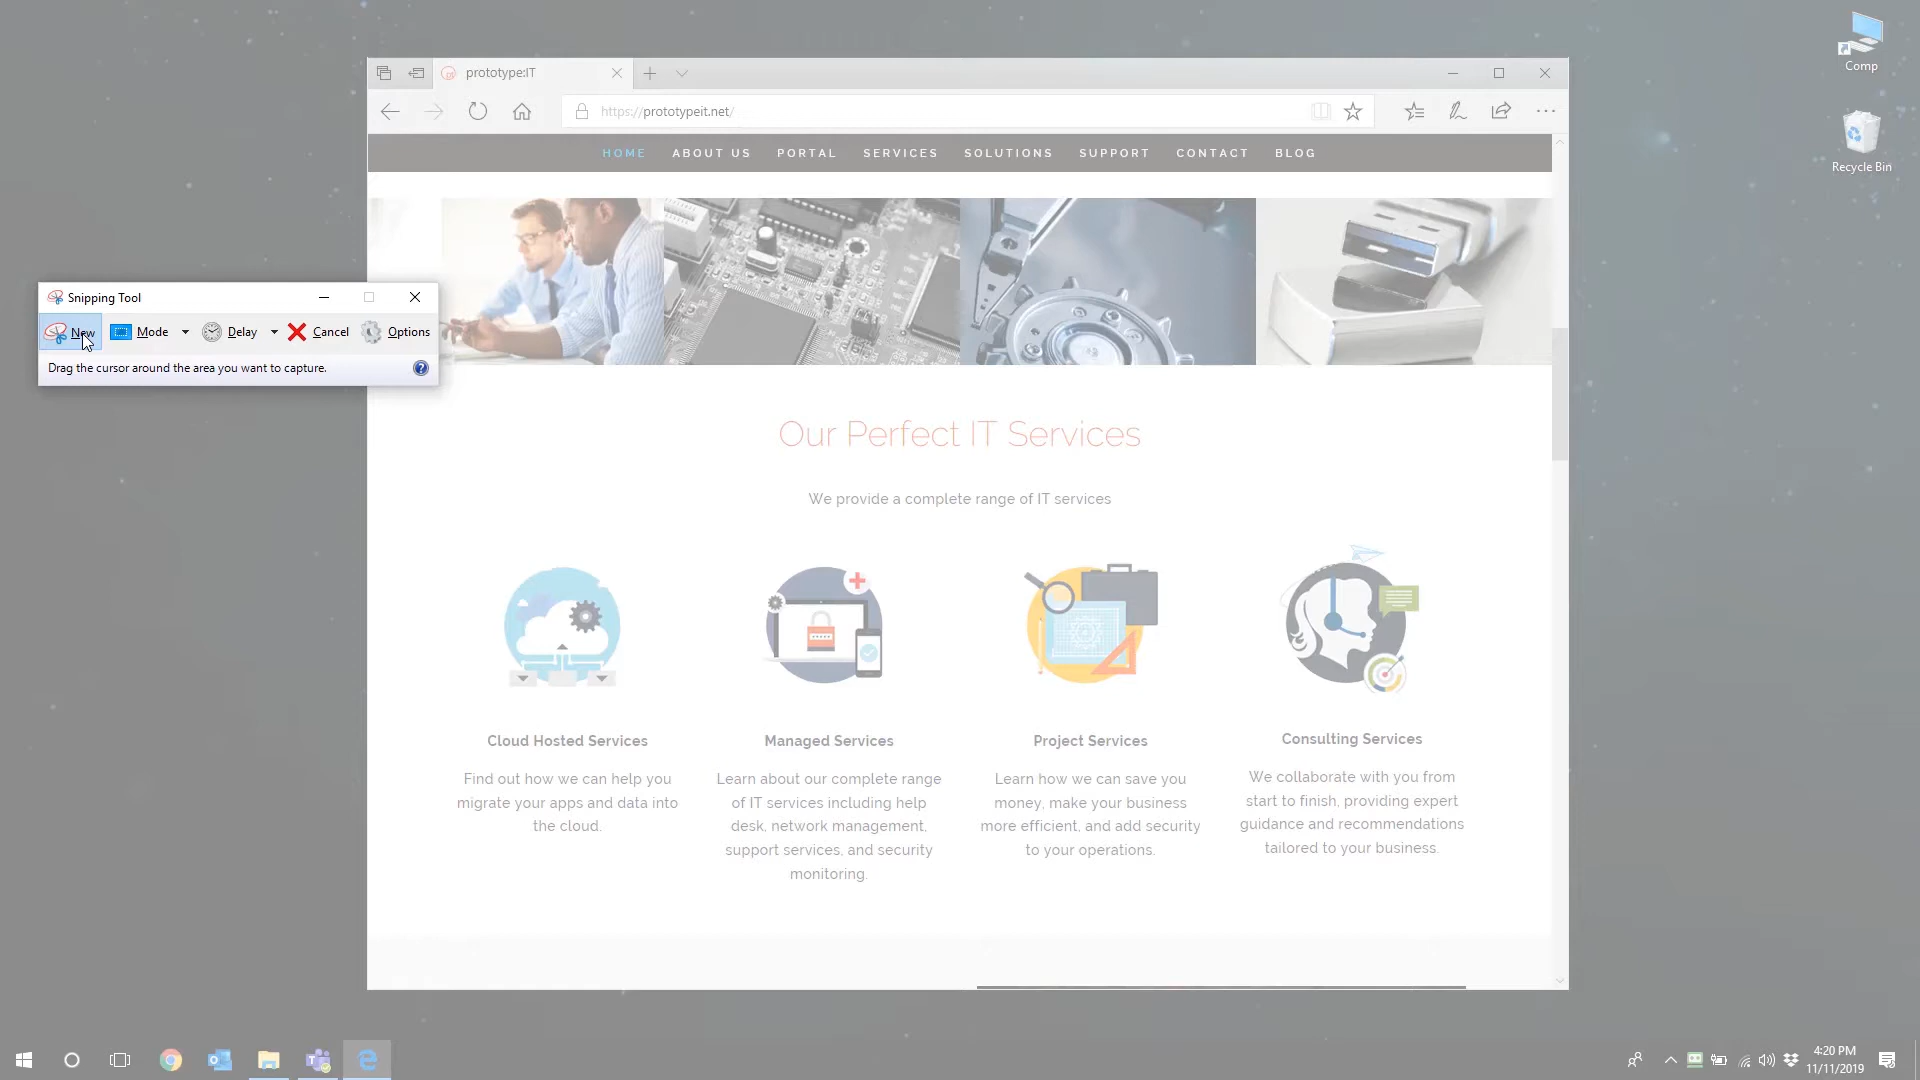 Comp
Recycle Bin
prototype:IT
https://prototypeit.net/
HOME ABOUT US PORTAL SERVICES SOLUTIONS SUPPORT CONTACT BLOG
Snipping Tool
New Mode Delay Cancel Options
Drag the cursor around the area you want to capture.
Our Perfect IT Services
We provide a complete range of IT services
Cloud Hosted Services
Find out how we can help you
migrate your apps and data into
the cloud.
Managed Services
Learn about our complete range
of IT services including help
desk, network management,
support services, and security
monitoring.
Project Services
Learn how we can save you
money, make your business
more efficient, and add security
to your operations.
Consulting Services
We collaborate with you from
start to finish, providing expert
guidance and recommendations
tailored to your business.
4:20 PM
11/11/2019